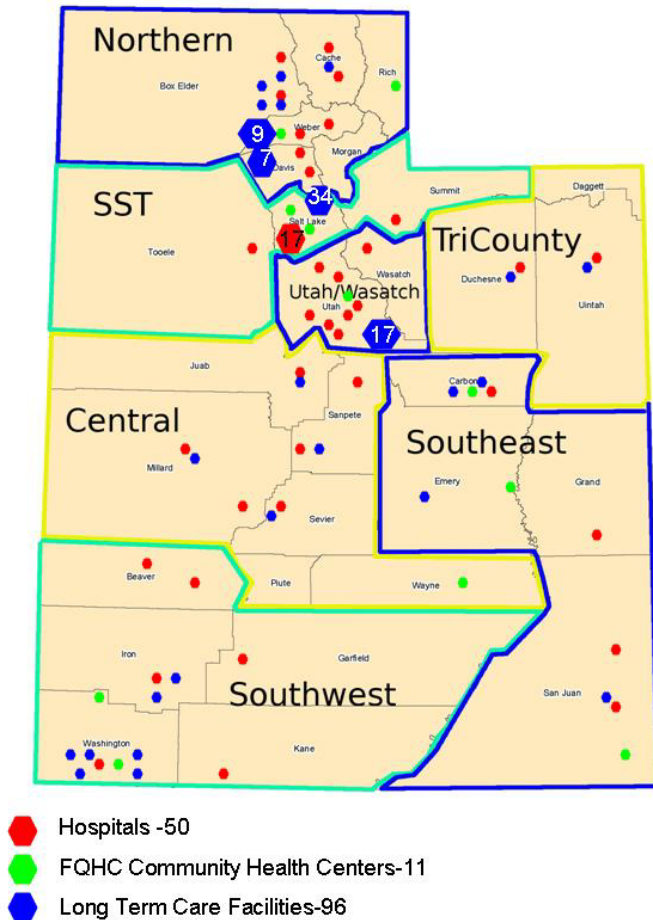 Northern
Cache
Rich
Box Elder
9
Weber
7
Davis
Morgan
34
SST
Summit
Daggett
Salt Lake
17
TriCounty
Tooele
Wasatch
Duchesne
Utah/Wasatch
Uintah
Utah
17
Juab
Carbon
Central
Sanpete
Southeast
Millard
Emery
Grand
Sevier
Beaver
Piute
Wayne
Iron
Garfield
Southwest
San Juan
Washington
Kane
Hospitals -50
FQHC Community Health Centers-11
Long Term Care Facilities-96